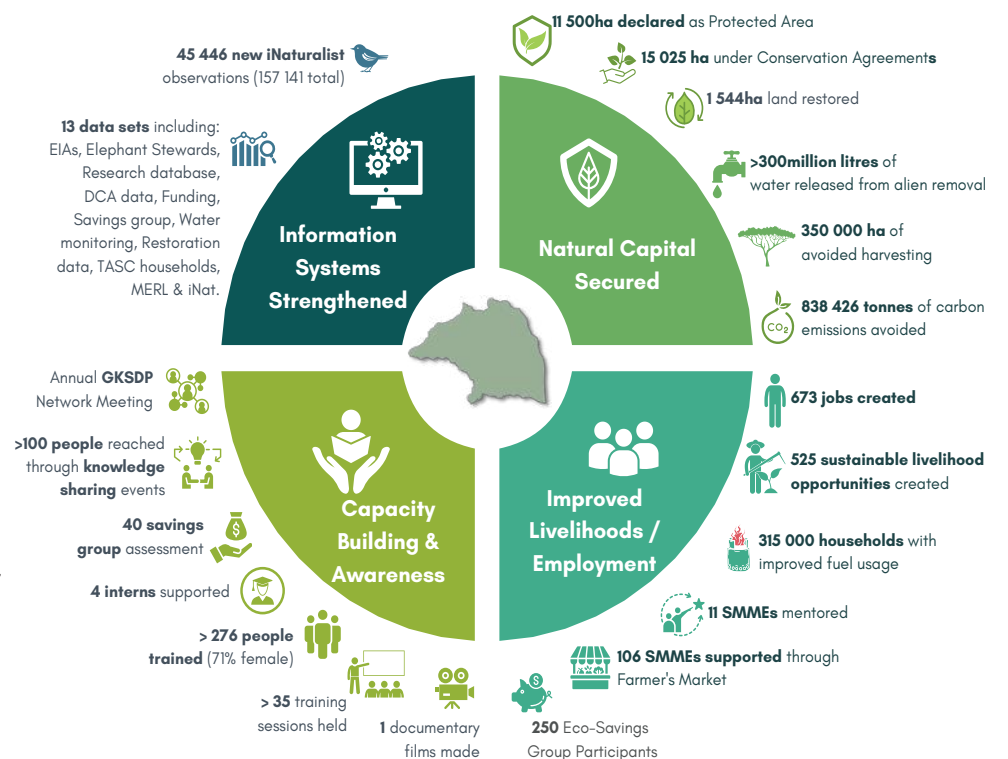 45 446 new iNaturalist
observations (157 141 total)
13 data sets including:
EIAs, Elephant Stewards,
Research database,
DCA data, Funding,
Savings group, Water
monitoring, Restoration
data, TASC households,
MERL & iNat.
Information
Systems
Strengthened
11 500ha declared as Protected Area
15 025 ha under Conservation Agreements
1 544ha land restored
>300million litres of
water released from alien removal
350 000 ha of
avoided harvesting
CO2
838 426 tonnes of carbon
emissions avoided
Natural Capital
Secured
Annual GKSDP
Network Meeting
>100 people reached
through knowledge
sharing events
40 savings
group assessment
4 interns supported
> 276 people
trained (71% female)
> 35 training
sessions held
1 documentary
films made
Capacity
Building &
Awareness
673 jobs created
525 sustainable livelihood
opportunities created
315 000 households with
improved fuel usage
11 SMMEs mentored
106 SMMEs supported through
Farmer's Market
$
250 Eco-Savings
Group Participants
Improved
Livelihoods /
Employment